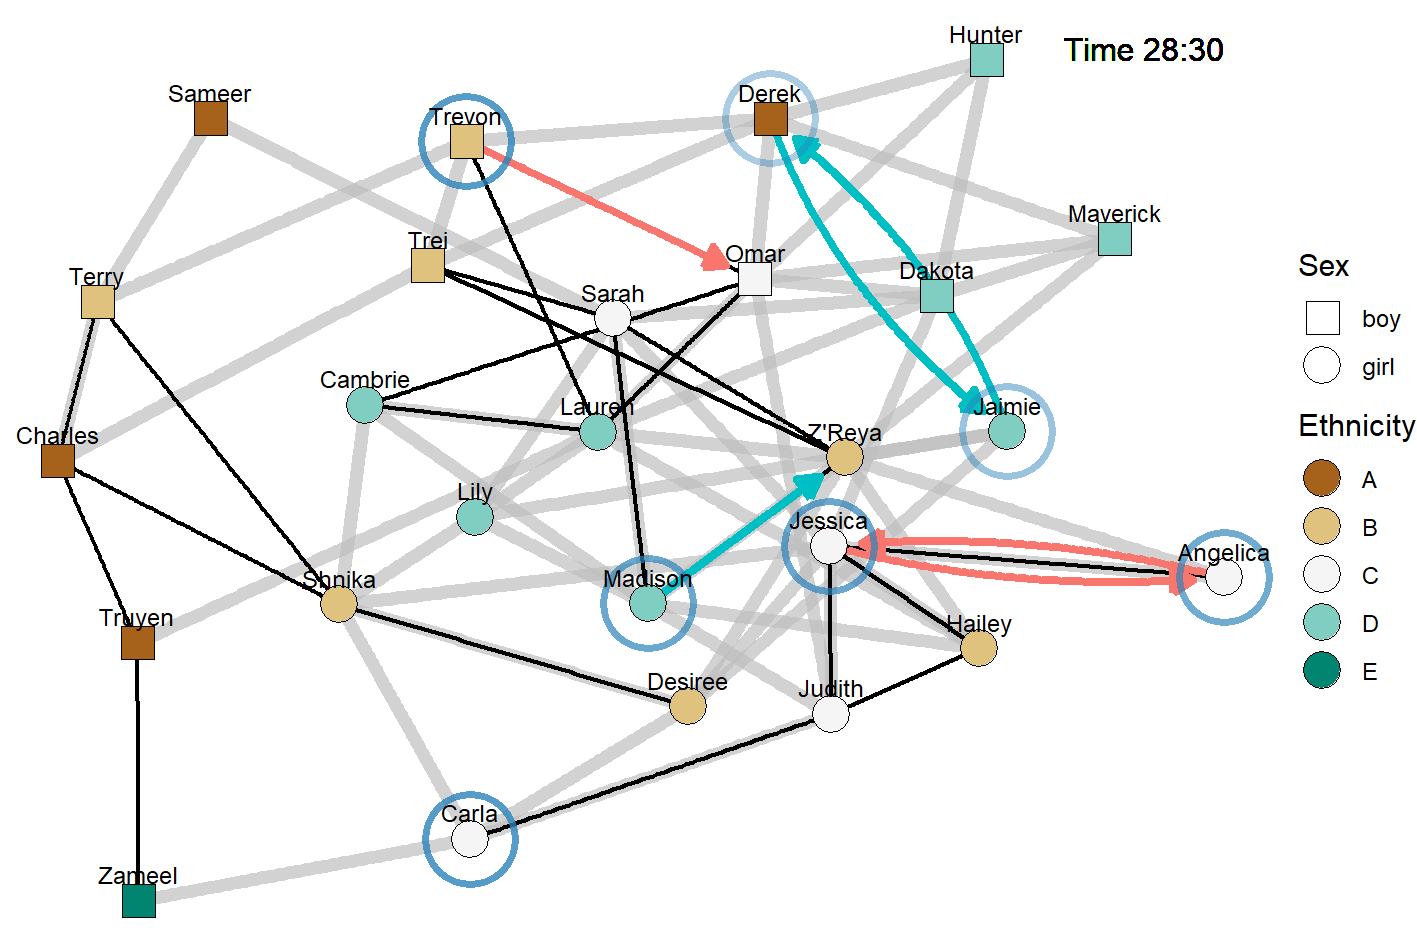 Hunter
Time 28:30
Sameer
Derek
Trevon
Maverick
Trei
Omar
Dakota
Terry
Sarah
Sex
boy
girl
Cambrie
Lauren
Jaimie
Charles
Z'Reya
Ethnicity
A
B
C
D
E
Lily
Jessica
Angelica
Shnika
Madison
Truyen
Hailey
Desiree
Judith
Carla
Zameel